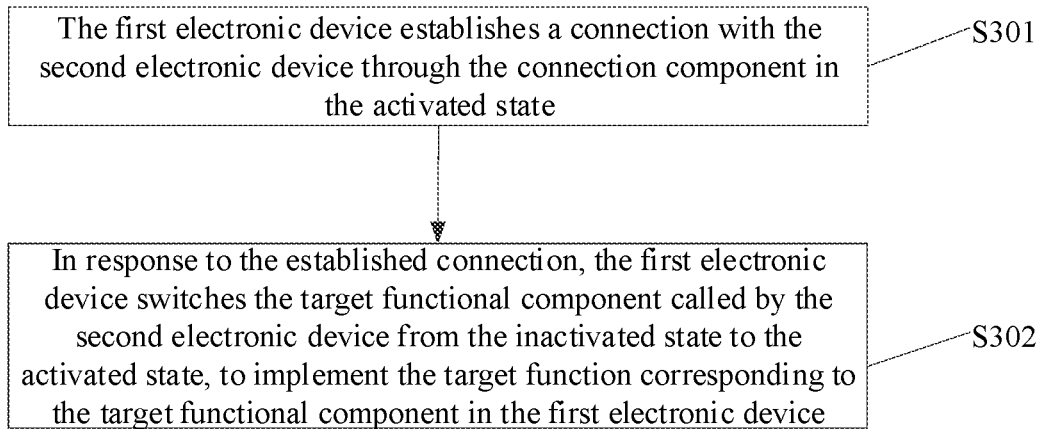 The first electronic device establishes a connection with the
second electronic device through the connection component in
the activated state
S301
In response to the established connection, the first electronic
device switches the target functional component called by the
second electronic device from the inactivated state to the
activated state, to implement the target function corresponding to
the target functional component in the first electronic device
S302